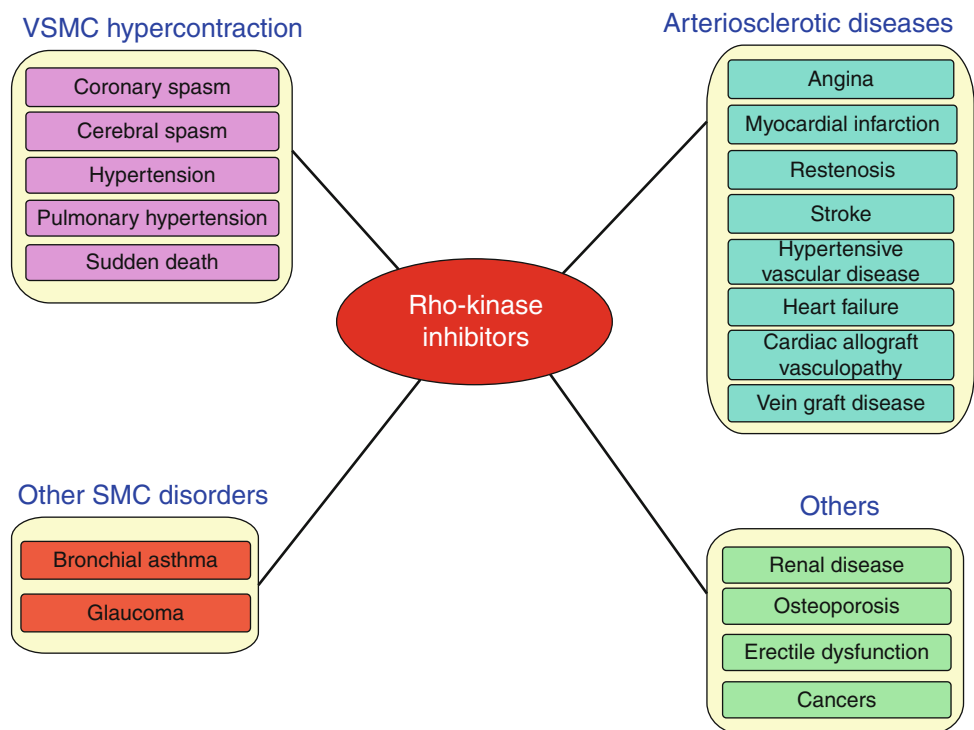 VSMC hypercontraction
Coronary spasm
Cerebral spasm
Hypertension
Pulmonary hypertension
Sudden death
Arteriosclerotic diseases
Angina
Myocardial infarction
Restenosis
Stroke
Hypertensive
vascular disease
Heart failure
Cardiac allograft
vasculopathy
Vein graft disease
Rho-kinase
inhibitors
Other SMC disorders
Bronchial asthma
Glaucoma
Others
Renal disease
Osteoporosis
Erectile dysfunction
Cancers